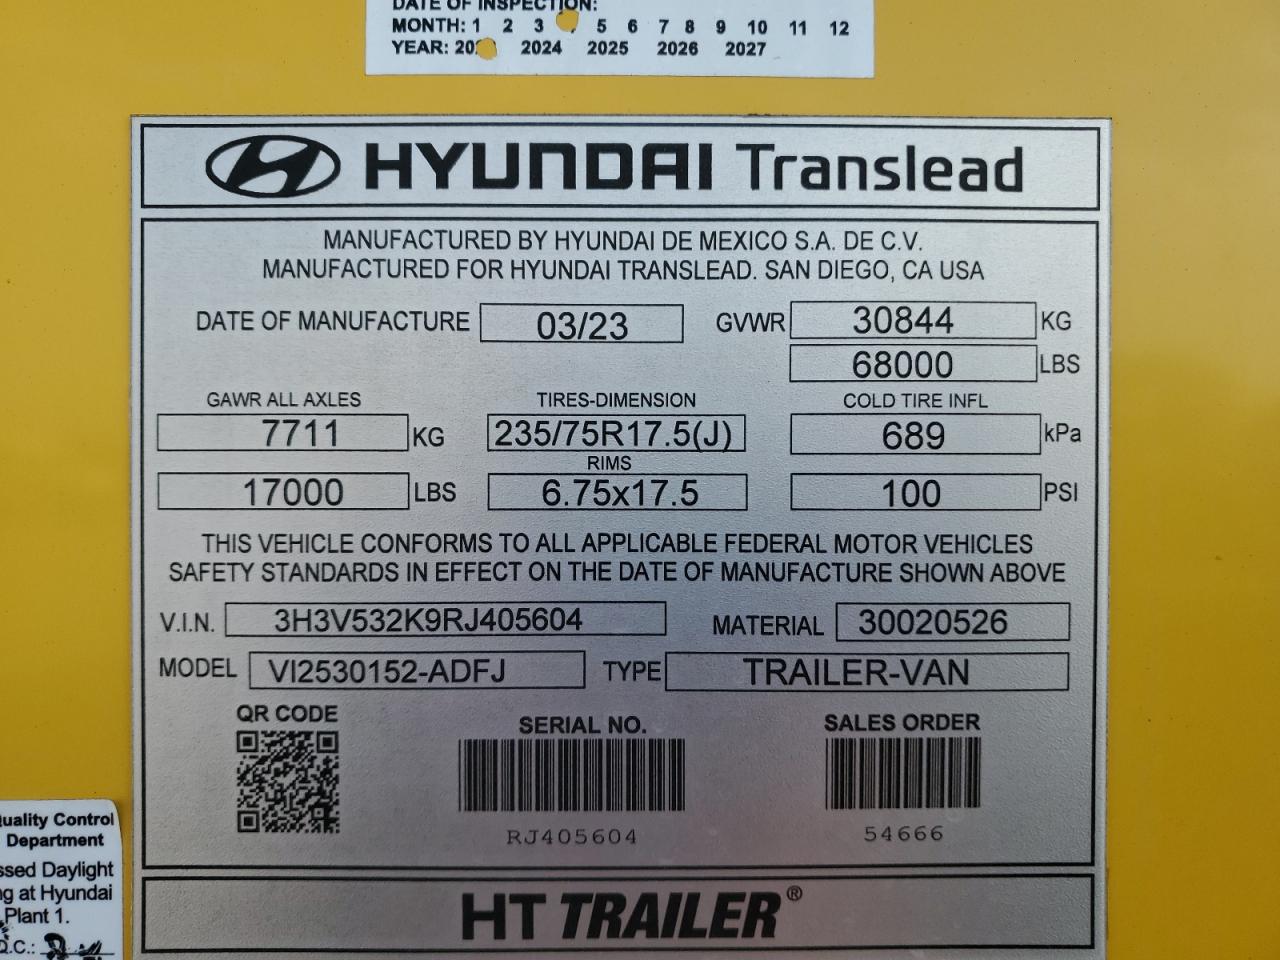 DATE OF INSPECTION:
MONTH: 1 2 3 5 6 7 8 9 10 11 12
YEAR: 20 2024 2025 2026 2027
HYUNDAI Translead
MANUFACTURED BY HYUNDAI DE MEXICO S.A. DE C.V.
MANUFACTURED FOR HYUNDAI TRANSLEAD. SAN DIEGO, CA USA
DATE OF MANUFACTURE 03/23 GVWR 30844 KG
68000 LBS
GAWR ALL AXLES TIRES-DIMENSION COLD TIRE INFL
7711 KG 235/75R17.5(J) 689 kPa
RIMS
17000 LBS 6.75x17.5 100 PSI
THIS VEHICLE CONFORMS TO ALL APPLICABLE FEDERAL MOTOR VEHICLES
SAFETY STANDARDS IN EFFECT ON THE DATE OF MANUFACTURE SHOWN ABOVE
V.I.N. 3H3V532K9RJ405604 MATERIAL 30020526
MODEL VI2530152-ADFJ TYPE TRAILER-VAN
QR CODE SERIAL NO. SALES ORDER
RJ405604 54666
HT TRAILER®
uality Control
Department
ssed Daylight
ng at Hyundai
Plant 1.
Q.C.: